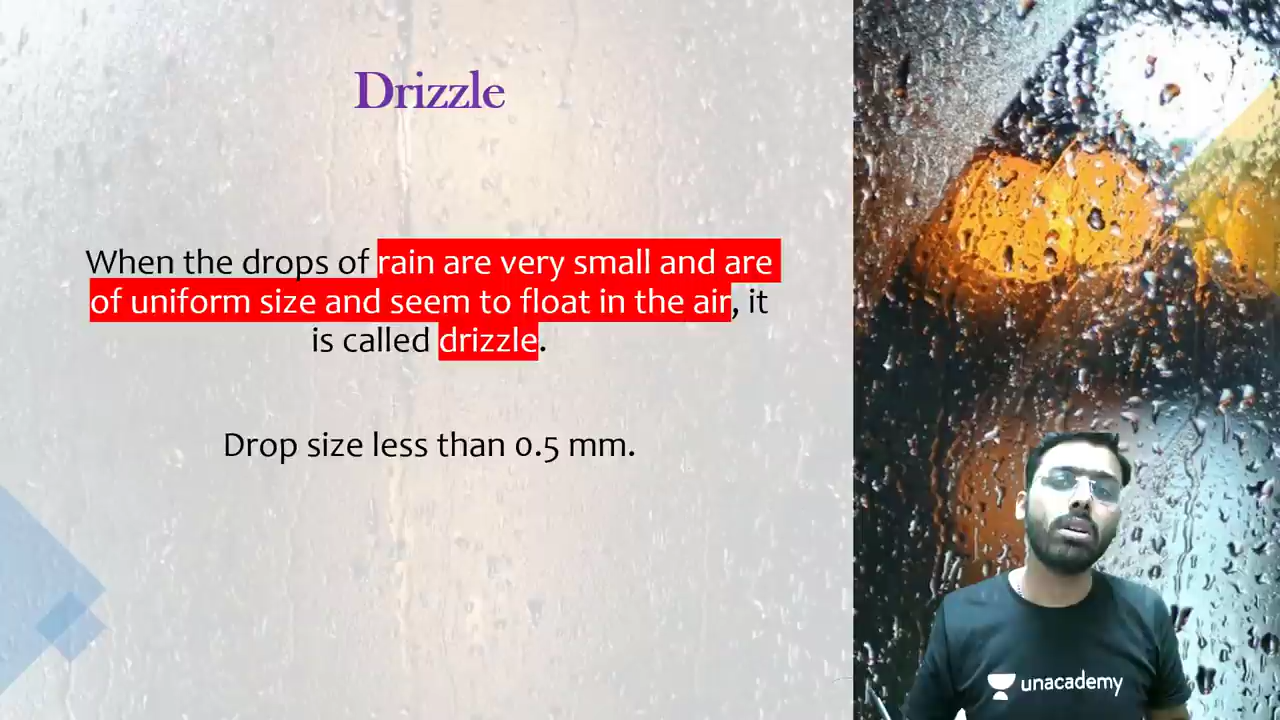 Drizzle
When the drops of rain are very small and are
of uniform size and seem to float in the air, it
is called drizzle.
Drop size less than 0.5 mm.
unacademy